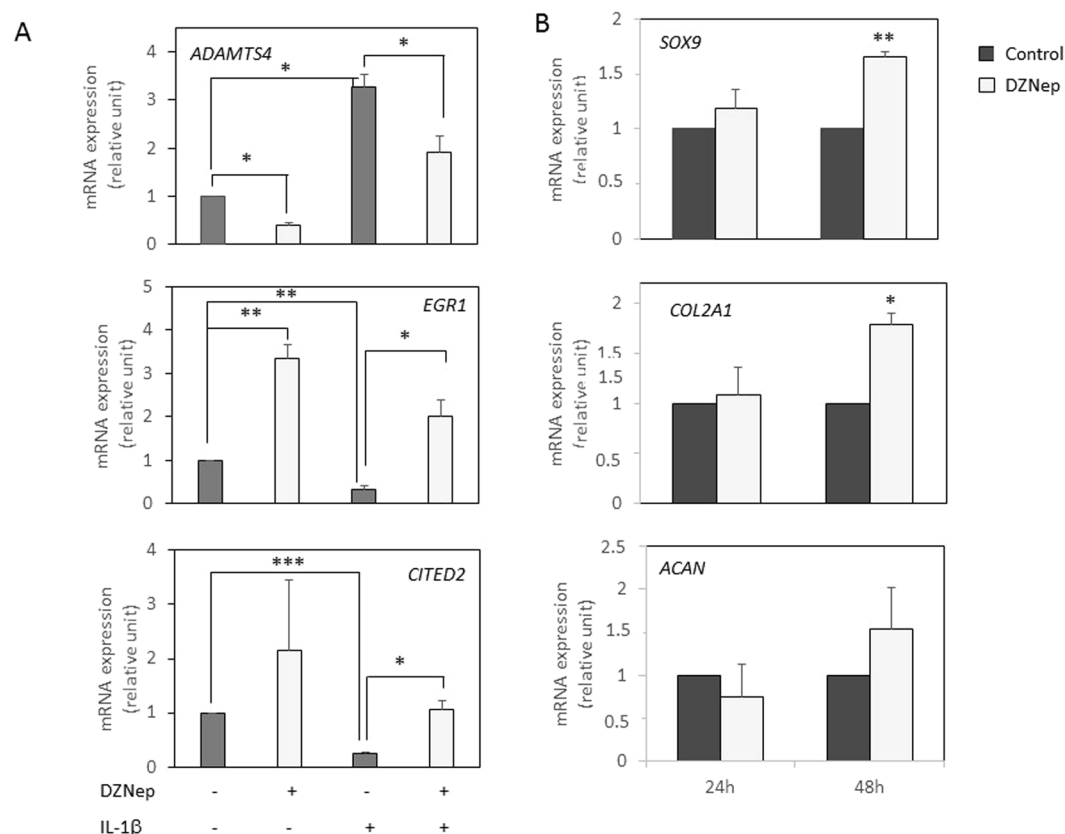 A
ADAMTS4
mRNA expression
(relative unit)
4
3
2
1
0
*
*
*
EGR1
mRNA expression
(relative unit)
5
4
3
2
1
0
**
**
*
CITED2
mRNA expression
(relative unit)
4
3
2
1
0
***
*
DZNep - + - +
IL-1β - - + +
B
SOX9
mRNA expression
(relative unit)
2
1.5
1
0.5
0
**
Control
DZNep
COL2A1
mRNA expression
(relative unit)
2
1.5
1
0.5
0
*
ACAN
mRNA expression
(relative unit)
2.5
2
1.5
1
0.5
0
24h 48h